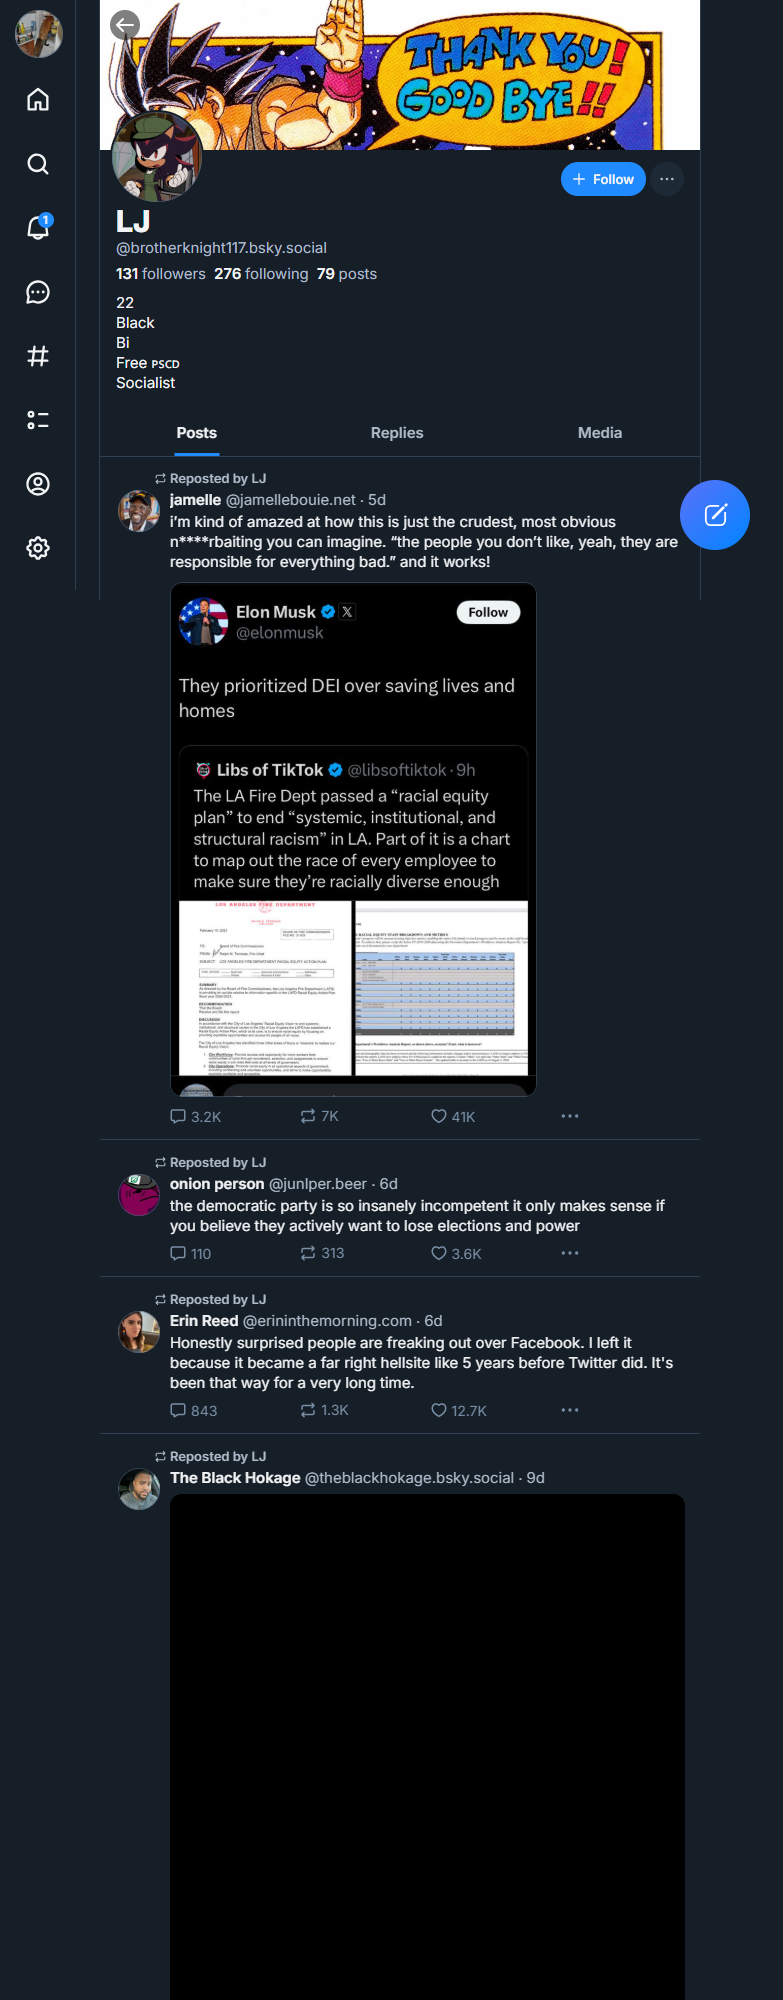 THANK YOU!
GOOD BYE!!
+ Follow
1
LJ
@brotherknight117.bsky.social
131 followers 276 following 79 posts
22
Black
Bi
Free PSCD
Socialist
Posts Replies Media
Reposted by LJ
jamelle @jamellebouie.net · 5d
i'm kind of amazed at how this is just the crudest, most obvious
n****rbaiting you can imagine. “the people you don't like, yeah, they are
responsible for everything bad.” and it works!
Elon Musk X
Follow
@elonmusk
They prioritized DEI over saving lives and
homes
Libs of TikTok @libsoftiktok · 9h
The LA Fire Dept passed a “racial equity
plan” to end “systemic, institutional, and
structural racism” in LA. Part of it is a chart
to map out the race of every employee to
make sure they're racially diverse enough
LOS ANGELES FIRE DEPARTMENT
3.2K 7K 41K
Reposted by LJ
onion person @junlper.beer · 6d
the democratic party is so insanely incompetent it only makes sense if
you believe they actively want to lose elections and power
110 313 3.6K
Reposted by LJ
Erin Reed @erininthemorning.com · 6d
Honestly surprised people are freaking out over Facebook. I left it
because it became a far right hellsite like 5 years before Twitter did. It's
been that way for a very long time.
843 1.3K 12.7K
Reposted by LJ
The Black Hokage @theblackhokage.bsky.social · 9d